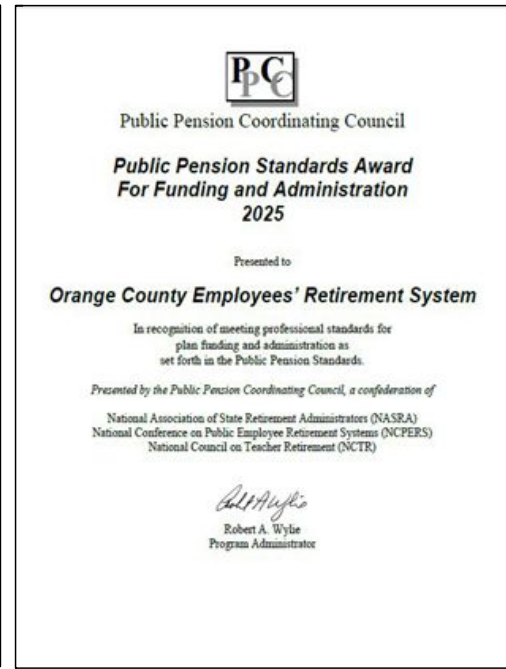 PPCC
Public Pension Coordinating Council
Public Pension Standards Award
For Funding and Administration
2025
Presented to
Orange County Employees' Retirement System
In recognition of meeting professional standards for
plan funding and administration as
set forth in the Public Pension Standards.
Presented by the Public Pension Coordinating Council, a confederation of
National Association of State Retirement Administrators (NASRA)
National Conference on Public Employee Retirement Systems (NCPERS)
National Council on Teacher Retirement (NCTR)
Robert A. Wylie
Program Administrator